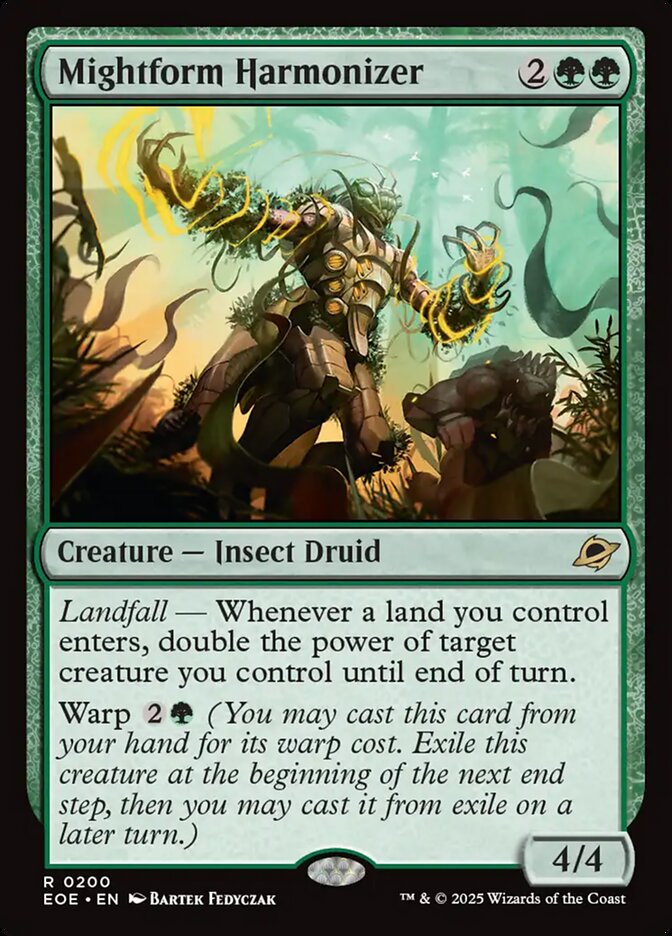 Mightform Harmonizer 2
Creature — Insect Druid
Landfall — Whenever a land you control
enters, double the power of target
creature you control until end of turn.
Warp 2 (You may cast this card from
your hand for its warp cost. Exile this
creature at the beginning of the next end
step, then you may cast it from exile on a
later turn.)
4/4
R 0200
EOE • EN Bartek Fedyczak
™ & © 2025 Wizards of the Coast